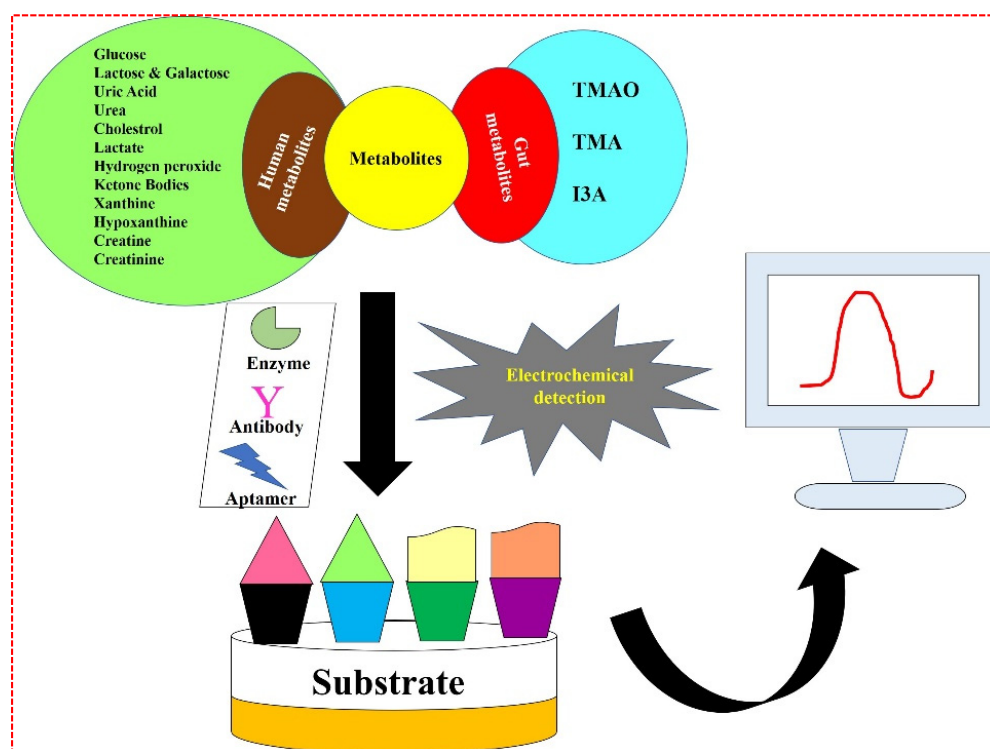 Glucose
Lactose & Galactose
Uric Acid
Urea
Cholestrol
Lactate
Hydrogen peroxide
Ketone Bodies
Xanthine
Hypoxanthine
Creatine
Creatinine
Human
metabolites
Metabolites
Gut
metabolites
TMAO
TMA
I3A
Enzyme
Y
Antibody
Aptamer
Electrochemical
detection
Substrate